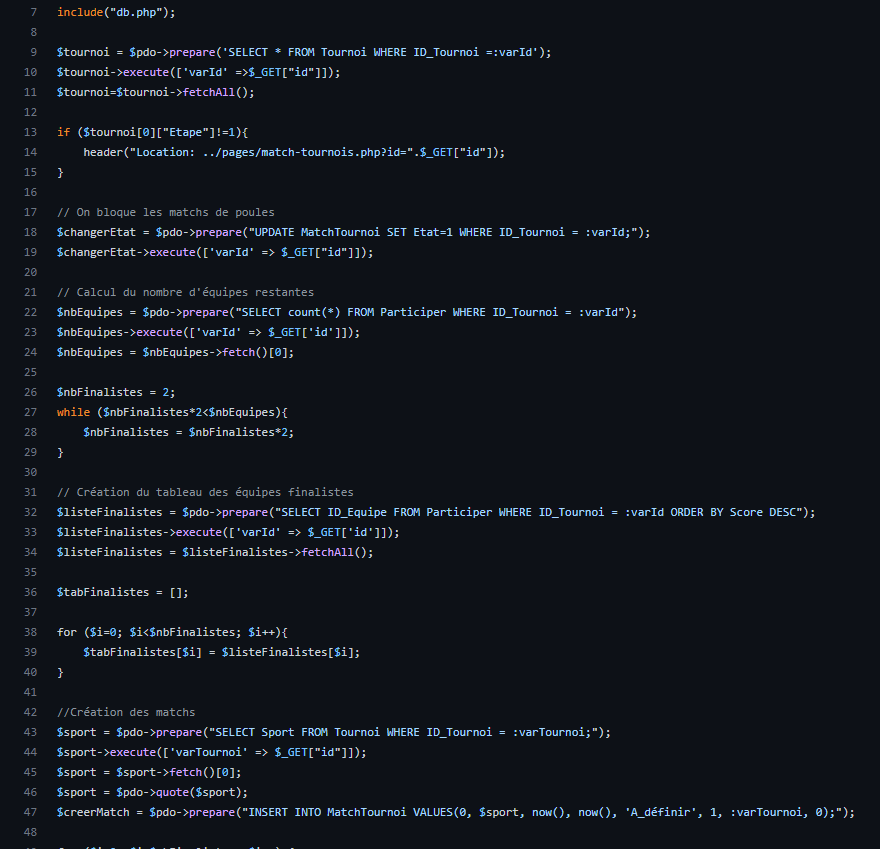 7 include("db.php");
8
9 $tournoi = $pdo->prepare('SELECT * FROM Tournoi WHERE ID_Tournoi =:varId');
10 $tournoi->execute(['varId' =>$_GET["id"]]);
11 $tournoi=$tournoi->fetchAll();
12
13 if ($tournoi[0]["Etape"]!=1){
14     header("Location: ../pages/match-tournois.php?id=".$_GET["id"]);
15 }
16
17 // On bloque les matchs de poules
18 $changerEtat = $pdo->prepare("UPDATE MatchTournoi SET Etat=1 WHERE ID_Tournoi = :varId;");
19 $changerEtat->execute(['varId' => $_GET["id"]]);
20
21 // Calcul du nombre d'équipes restantes
22 $nbEquipes = $pdo->prepare("SELECT count(*) FROM Participer WHERE ID_Tournoi = :varId");
23 $nbEquipes->execute(['varId' => $_GET['id']]);
24 $nbEquipes = $nbEquipes->fetch()[0];
25
26 $nbFinalistes = 2;
27 while ($nbFinalistes*2<$nbEquipes){
28     $nbFinalistes = $nbFinalistes*2;
29 }
30
31 // Création du tableau des équipes finalistes
32 $listeFinalistes = $pdo->prepare("SELECT ID_Equipe FROM Participer WHERE ID_Tournoi = :varId ORDER BY Score DESC");
33 $listeFinalistes->execute(['varId' => $_GET['id']]);
34 $listeFinalistes = $listeFinalistes->fetchAll();
35
36 $tabFinalistes = [];
37
38 for ($i=0; $i<$nbFinalistes; $i++){
39     $tabFinalistes[$i] = $listeFinalistes[$i];
40 }
41
42 //Création des matchs
43 $sport = $pdo->prepare("SELECT Sport FROM Tournoi WHERE ID_Tournoi = :varTournoi;");
44 $sport->execute(['varTournoi' => $_GET["id"]]);
45 $sport = $sport->fetch()[0];
46 $sport = $pdo->quote($sport);
47 $creerMatch = $pdo->prepare("INSERT INTO MatchTournoi VALUES(0, $sport, now(), now(), 'A_définir', 1, :varTournoi, 0);");
48